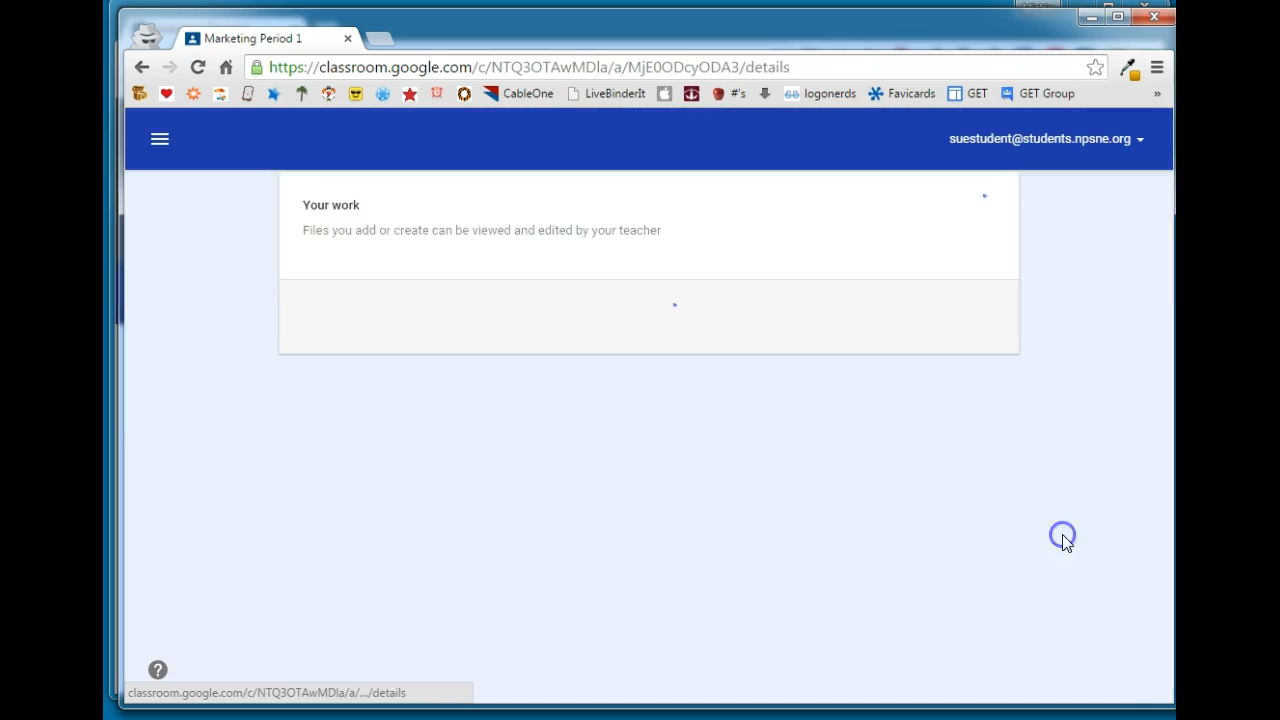 Marketing Period 1
https://classroom.google.com/c/NTQ3OTAwMDla/a/MjE0ODcyODA3/details
CableOne LiveBinderIt #'s logonerds Favicards GET GET Group »
suestudent@students.npsne.org
Your work
Files you add or create can be viewed and edited by your teacher
?
classroom.google.com/c/NTQ3OTAwMDla/a/.../details